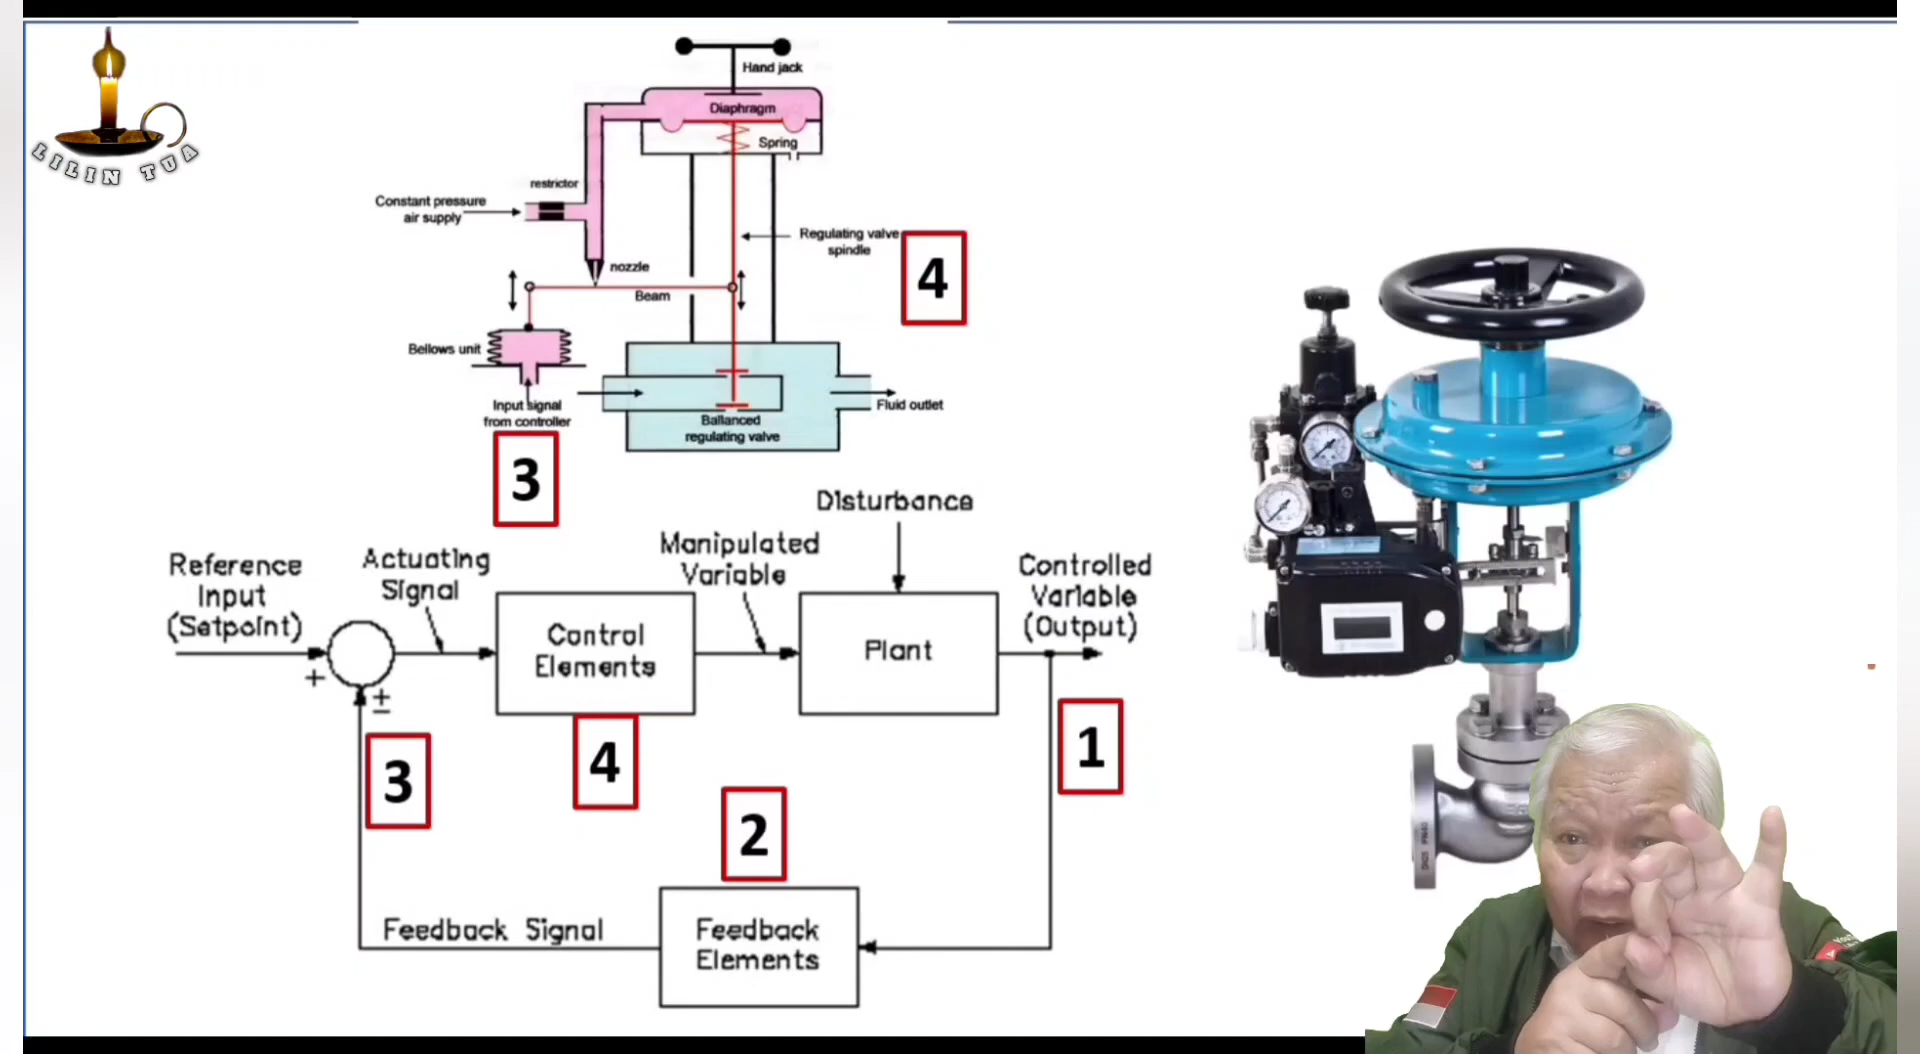 LILIN TUA
Hand jack
Diaphragm
Spring
restrictor
Constant pressure
air supply
Regulating valve
spindle
4
nozzle
Beam
Bellows unit
Input signal
from controller
Fluid outlet
Ballanced
regulating valve
3
Disturbance
Reference
Input
(Setpoint)
Actuating
Signal
Manipulated
Variable
Controlled
Variable
(Output)
+
±
Control
Elements
Plant
3
4
1
2
Feedback Signal
Feedback
Elements